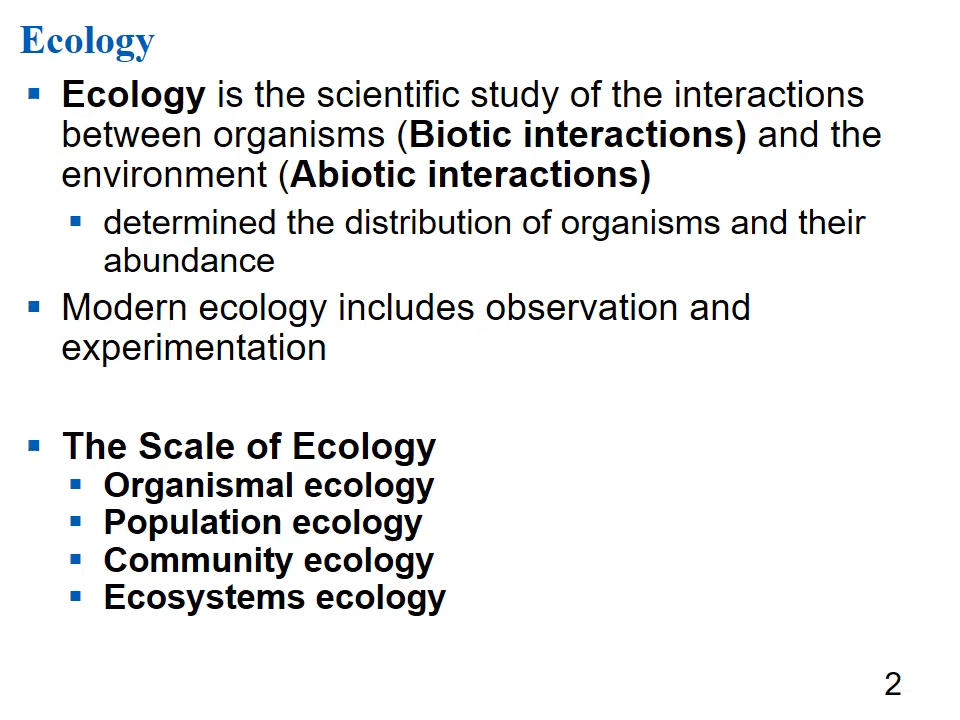 Ecology
▪ Ecology is the scientific study of the interactions
between organisms (Biotic interactions) and the
environment (Abiotic interactions)
▪ determined the distribution of organisms and their
abundance
▪ Modern ecology includes observation and
experimentation
▪ The Scale of Ecology
▪ Organismal ecology
▪ Population ecology
▪ Community ecology
▪ Ecosystems ecology
2